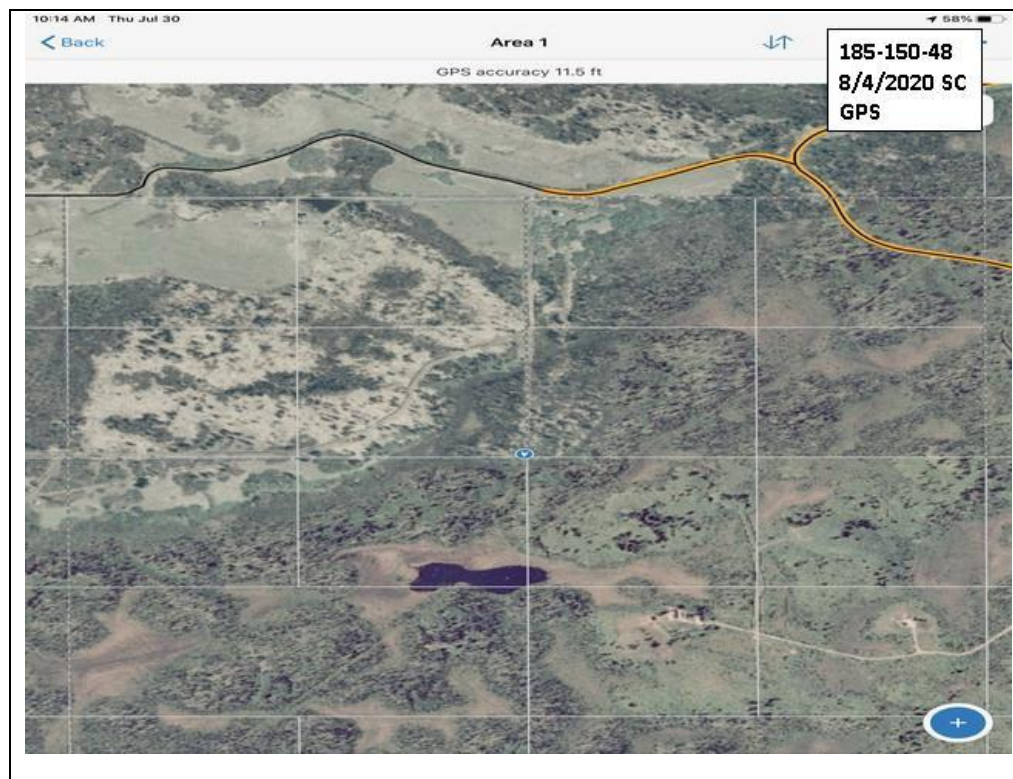 10:14 AM Thu Jul 30
58%
Back
Area 1
GPS accuracy 11.5 ft
185-150-48
8/4/2020 SC
GPS